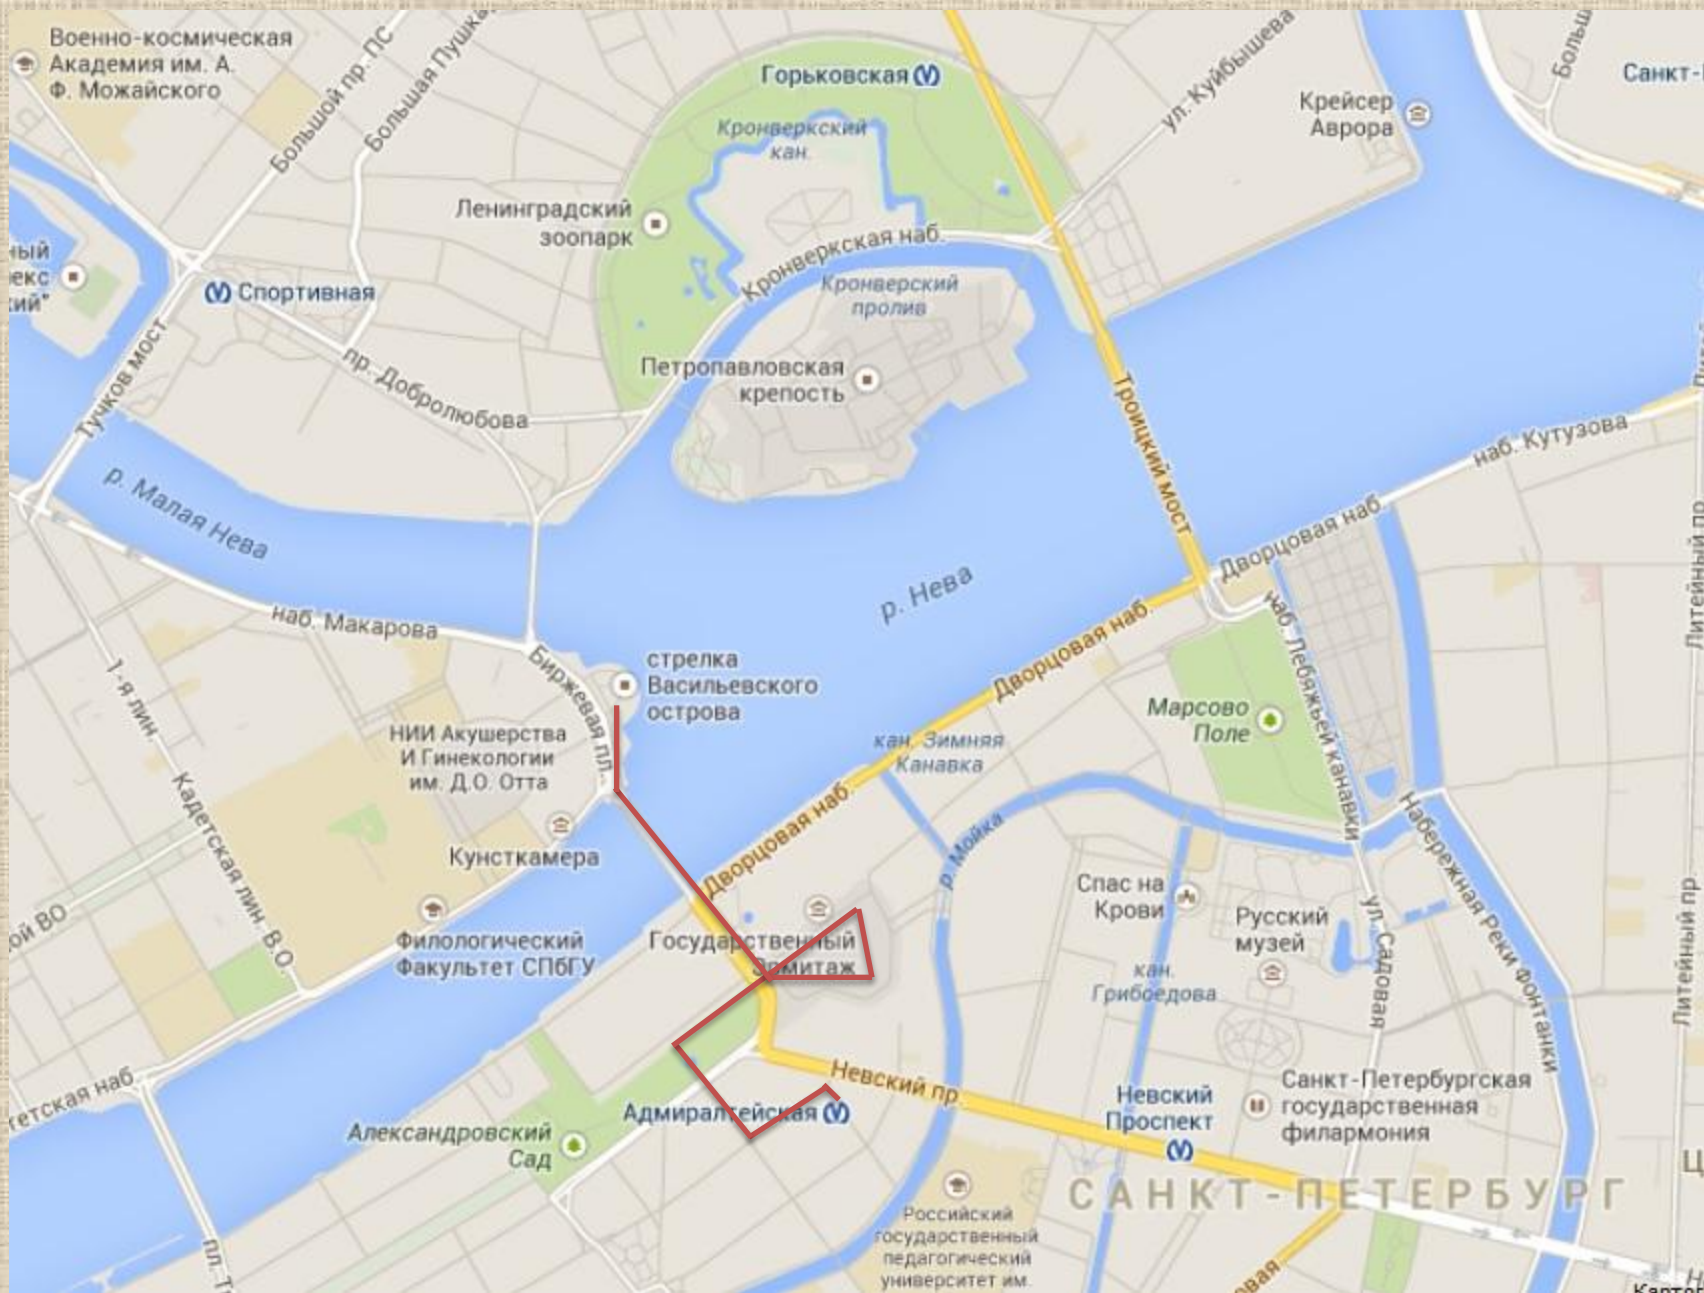 Военно-космическая
Академия им. А.
Ф. Можайского
Большой пр. ПС
Большая
Горьковская
ул. Куйбышева
Крейсер
Аврора
Санкт-
Кронверкский
кан.
Ленинградский
зоопарк
Кронверкская наб.
Кронверский
пролив
Спортивная
Тучков мост
пр. Добролюбова
Петропавловская
крепость
Троицкий мост
наб. Кутузова
р. Малая Нева
Дворцовая наб
р. Нева
Литейный пр
наб. Макарова
Дворцовая наб.
наб. Лебяжьей канавки
Биржевая пл.
стрелка
Васильевского
острова
1-я лин.
Марсово
Поле
НИИ Акушерства
И Гинекологии
им. Д.О. Отта
кан. Зимняя
Канавка
Кадетская лин. В.О.
Дворцовая наб.
р. Мойка
Набережная Реки Фонтанки
Кунсткамера
Спас на
Крови
Русский
музей
ул. Садовая
Литейный пр
ой ВО
Филологический
Факультет СПбГУ
Государственный
Эрмитаж
кан.
Грибоедова
Невский пр.
Адмиралтейская
Невский
Проспект
Санкт-Петербургская
государственная
филармония
Александровский
Сад
САНКТ-ПЕТЕРБУРГ
Российский
государственный
педагогический
университет им.